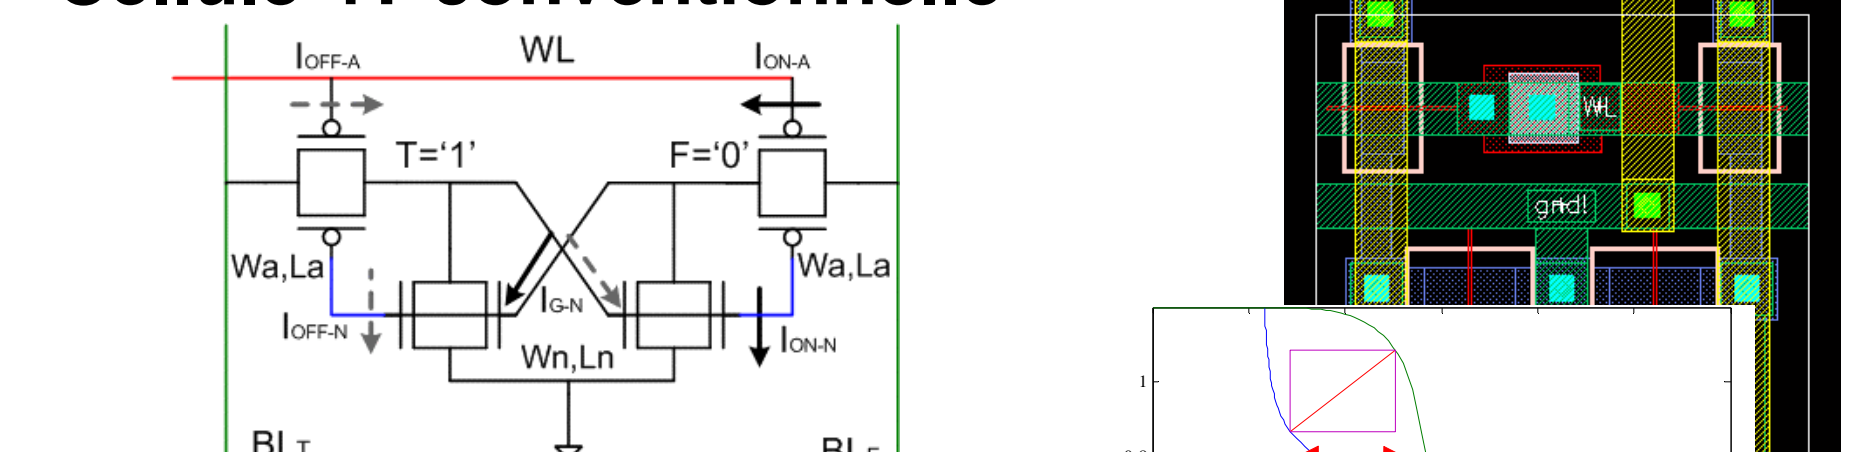 Cellule 4T conventionnelle
IOFF-A
WL
ION-A
T=‘1’
F=‘0’
Wa,La
Wa,La
IG-N
IOFF-N
ION-N
Wn,Ln
BLT
BLF
WL
gnd!
1